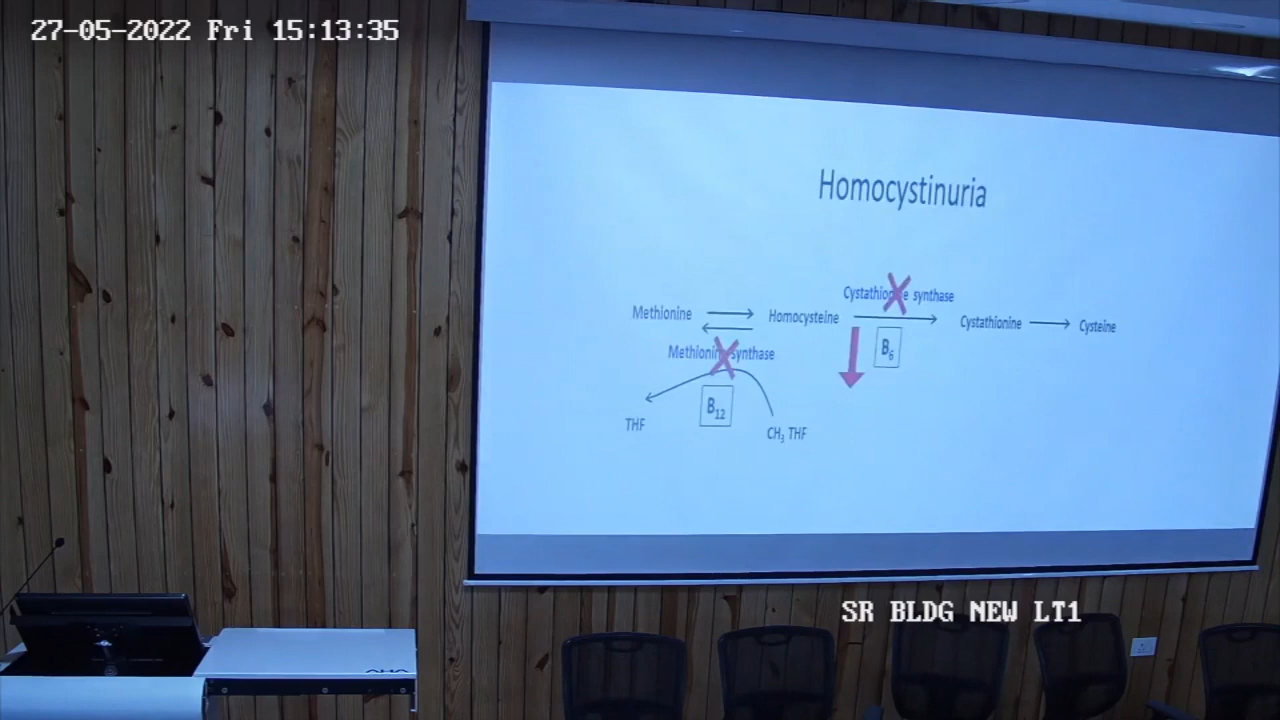 27-05-2022 Fri 15:13:35
Homocystinuria
Cystathionine synthase
Methionine
Homocysteine
Cystathionine
Cysteine
B6
Methionine synthase
B12
THF
CH3 THF
SR BLDG NEW LT1
AHA